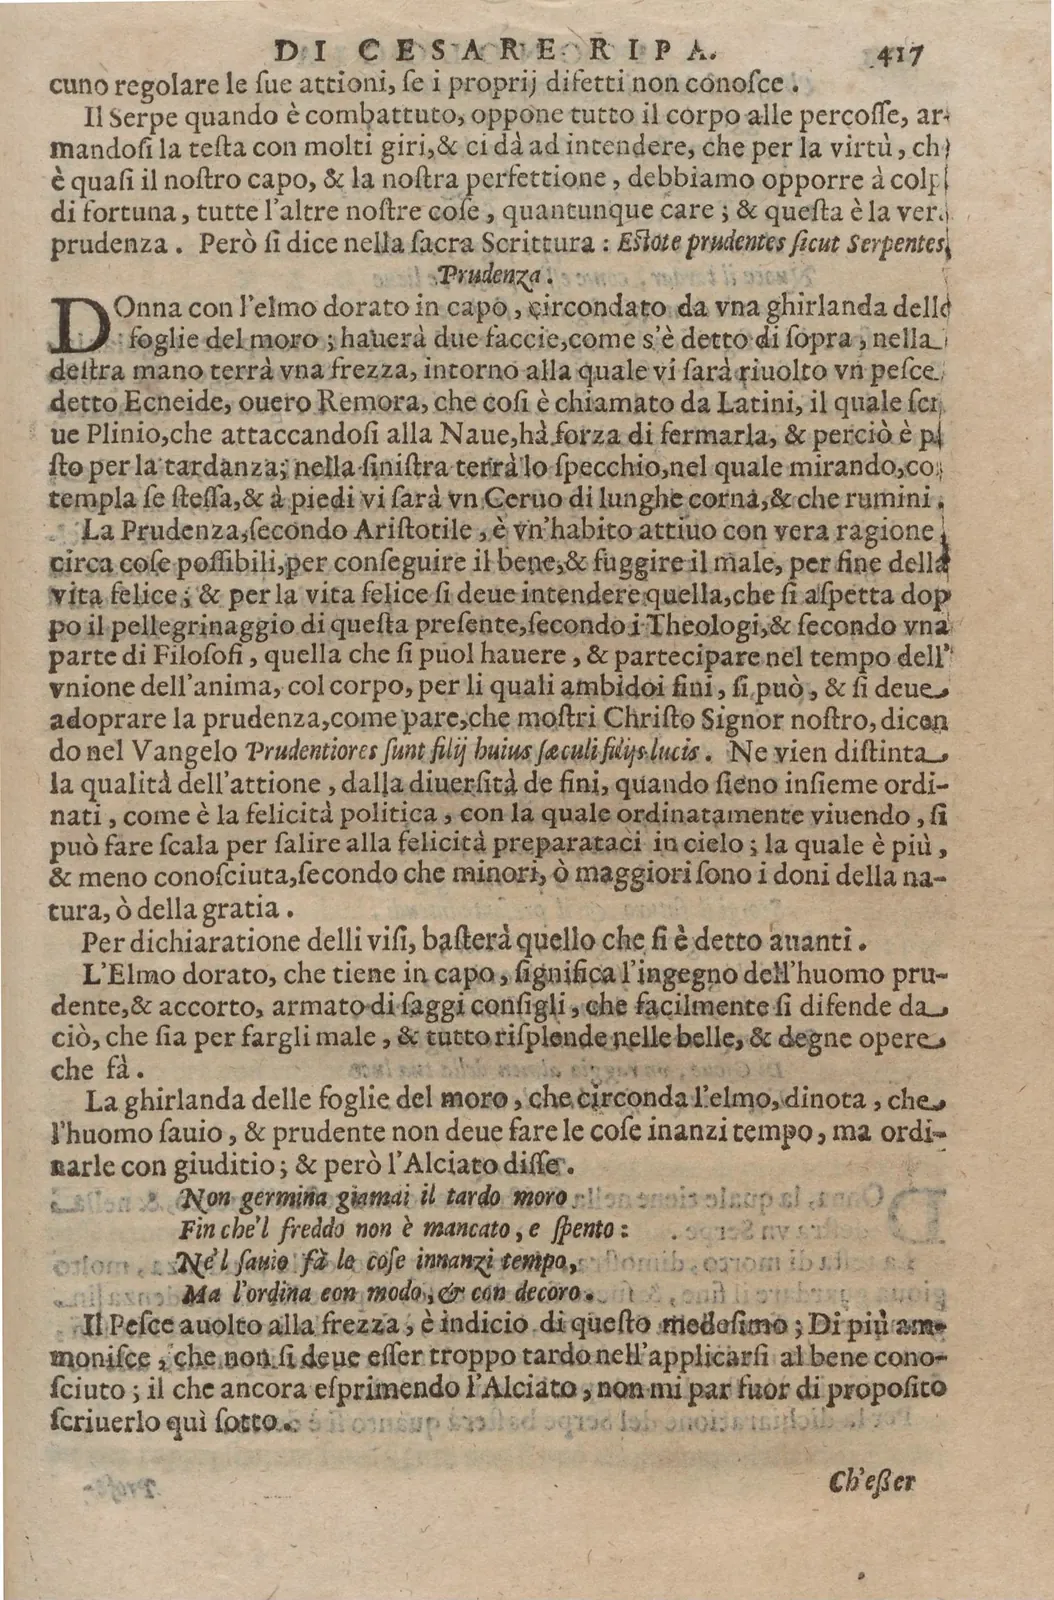 DI CESARE RIPA. 417
cuno regolare le ſue attioni, ſe i proprij difetti non conoſce.
Il Serpe quando è combattuto, oppone tutto il corpo alle percoſſe, ar-
mandoſi la teſta con molti giri,& ci dà ad intendere, che per la virtù, ch
è quaſi il noſtro capo, & la noſtra perfettione, debbiamo opporre à colpi
di fortuna, tutte l'altre noſtre coſe, quantunque care; & queſta è la ver
prudenza. Però ſi dice nella ſacra Scrittura: Eſtote prudentes ſicut Serpentes
Prudenza.
DOnna con l'elmo dorato in capo, circondato da vna ghirlanda delle
foglie del moro; hauerà due faccie,come s'è detto di ſopra, nella
deſtra mano terrà vna frezza, intorno alla quale vi ſarà riuolto vn peſce
detto Ecneide, ouero Remora, che coſi è chiamato da Latini, il quale ſcri
ue Plinio,che attaccandoſi alla Naue,hà forza di fermarla, & perciò è po
ſto per la tardanza; nella ſiniſtra terrà lo ſpecchio,nel quale mirando,co
templa ſe ſteſſa,& à piedi vi ſarà vn Ceruo di lunghe corna,& che rumini.
La Prudenza,ſecondo Ariſtotile, è vn'habito attiuo con vera ragione
circa coſe poſſibili,per conſeguire il bene,& fuggire il male, per fine della
vita felice; & per la vita felice ſi deue intendere quella,che ſi aſpetta dop
po il pellegrinaggio di queſta preſente,ſecondo i Theologi,& ſecondo vna
parte di Filoſofi, quella che ſi puol hauere, & partecipare nel tempo dell'
vnione dell'anima, col corpo, per li quali ambidoi fini, ſi può, & ſi deue
adoprare la prudenza,come pare,che moſtri Chriſto Signor noſtro, dicen
do nel Vangelo Prudentiores ſunt filij huius ſæculi filijs lucis. Ne vien diſtinta
la qualità dell'attione, dalla diuerſità de fini, quando ſieno inſieme ordi-
nati, come è la felicità politica, con la quale ordinatamente viuendo, ſi
può fare ſcala per ſalire alla felicità preparataci in cielo; la quale è più,
& meno conoſciuta,ſecondo che minori, ò maggiori ſono i doni della na-
tura, ò della gratia.
Per dichiaratione delli viſi, baſterà quello che ſi è detto auanti.
L'Elmo dorato, che tiene in capo, ſignifica l'ingegno dell'huomo pru-
dente,& accorto, armato di ſaggi conſigli, che facilmente ſi difende da
ciò, che ſia per fargli male, & tutto riſplende nelle belle, & degne opere
che fà.
La ghirlanda delle foglie del moro, che circonda l'elmo, dinota, che
l'huomo ſauio, & prudente non deue fare le coſe inanzi tempo, ma ordi-
narle con giuditio; & però l'Alciato diſſe.
Non germina giamai il tardo moro
Fin che'l freddo non è mancato, e ſpento:
Ne'l ſauio fà le coſe innanzi tempo,
Ma l'ordina con modo, & con decoro.
Il Peſce auolto alla frezza, è indicio di queſto medeſimo; Di più am-
moniſce, che non ſi deue eſſer troppo tardo nell'applicarſi al bene cono-
ſciuto; il che ancora eſprimendo l'Alciato, non mi par fuor di propoſito
ſcriuerlo quì ſotto.
Ch'eſſer